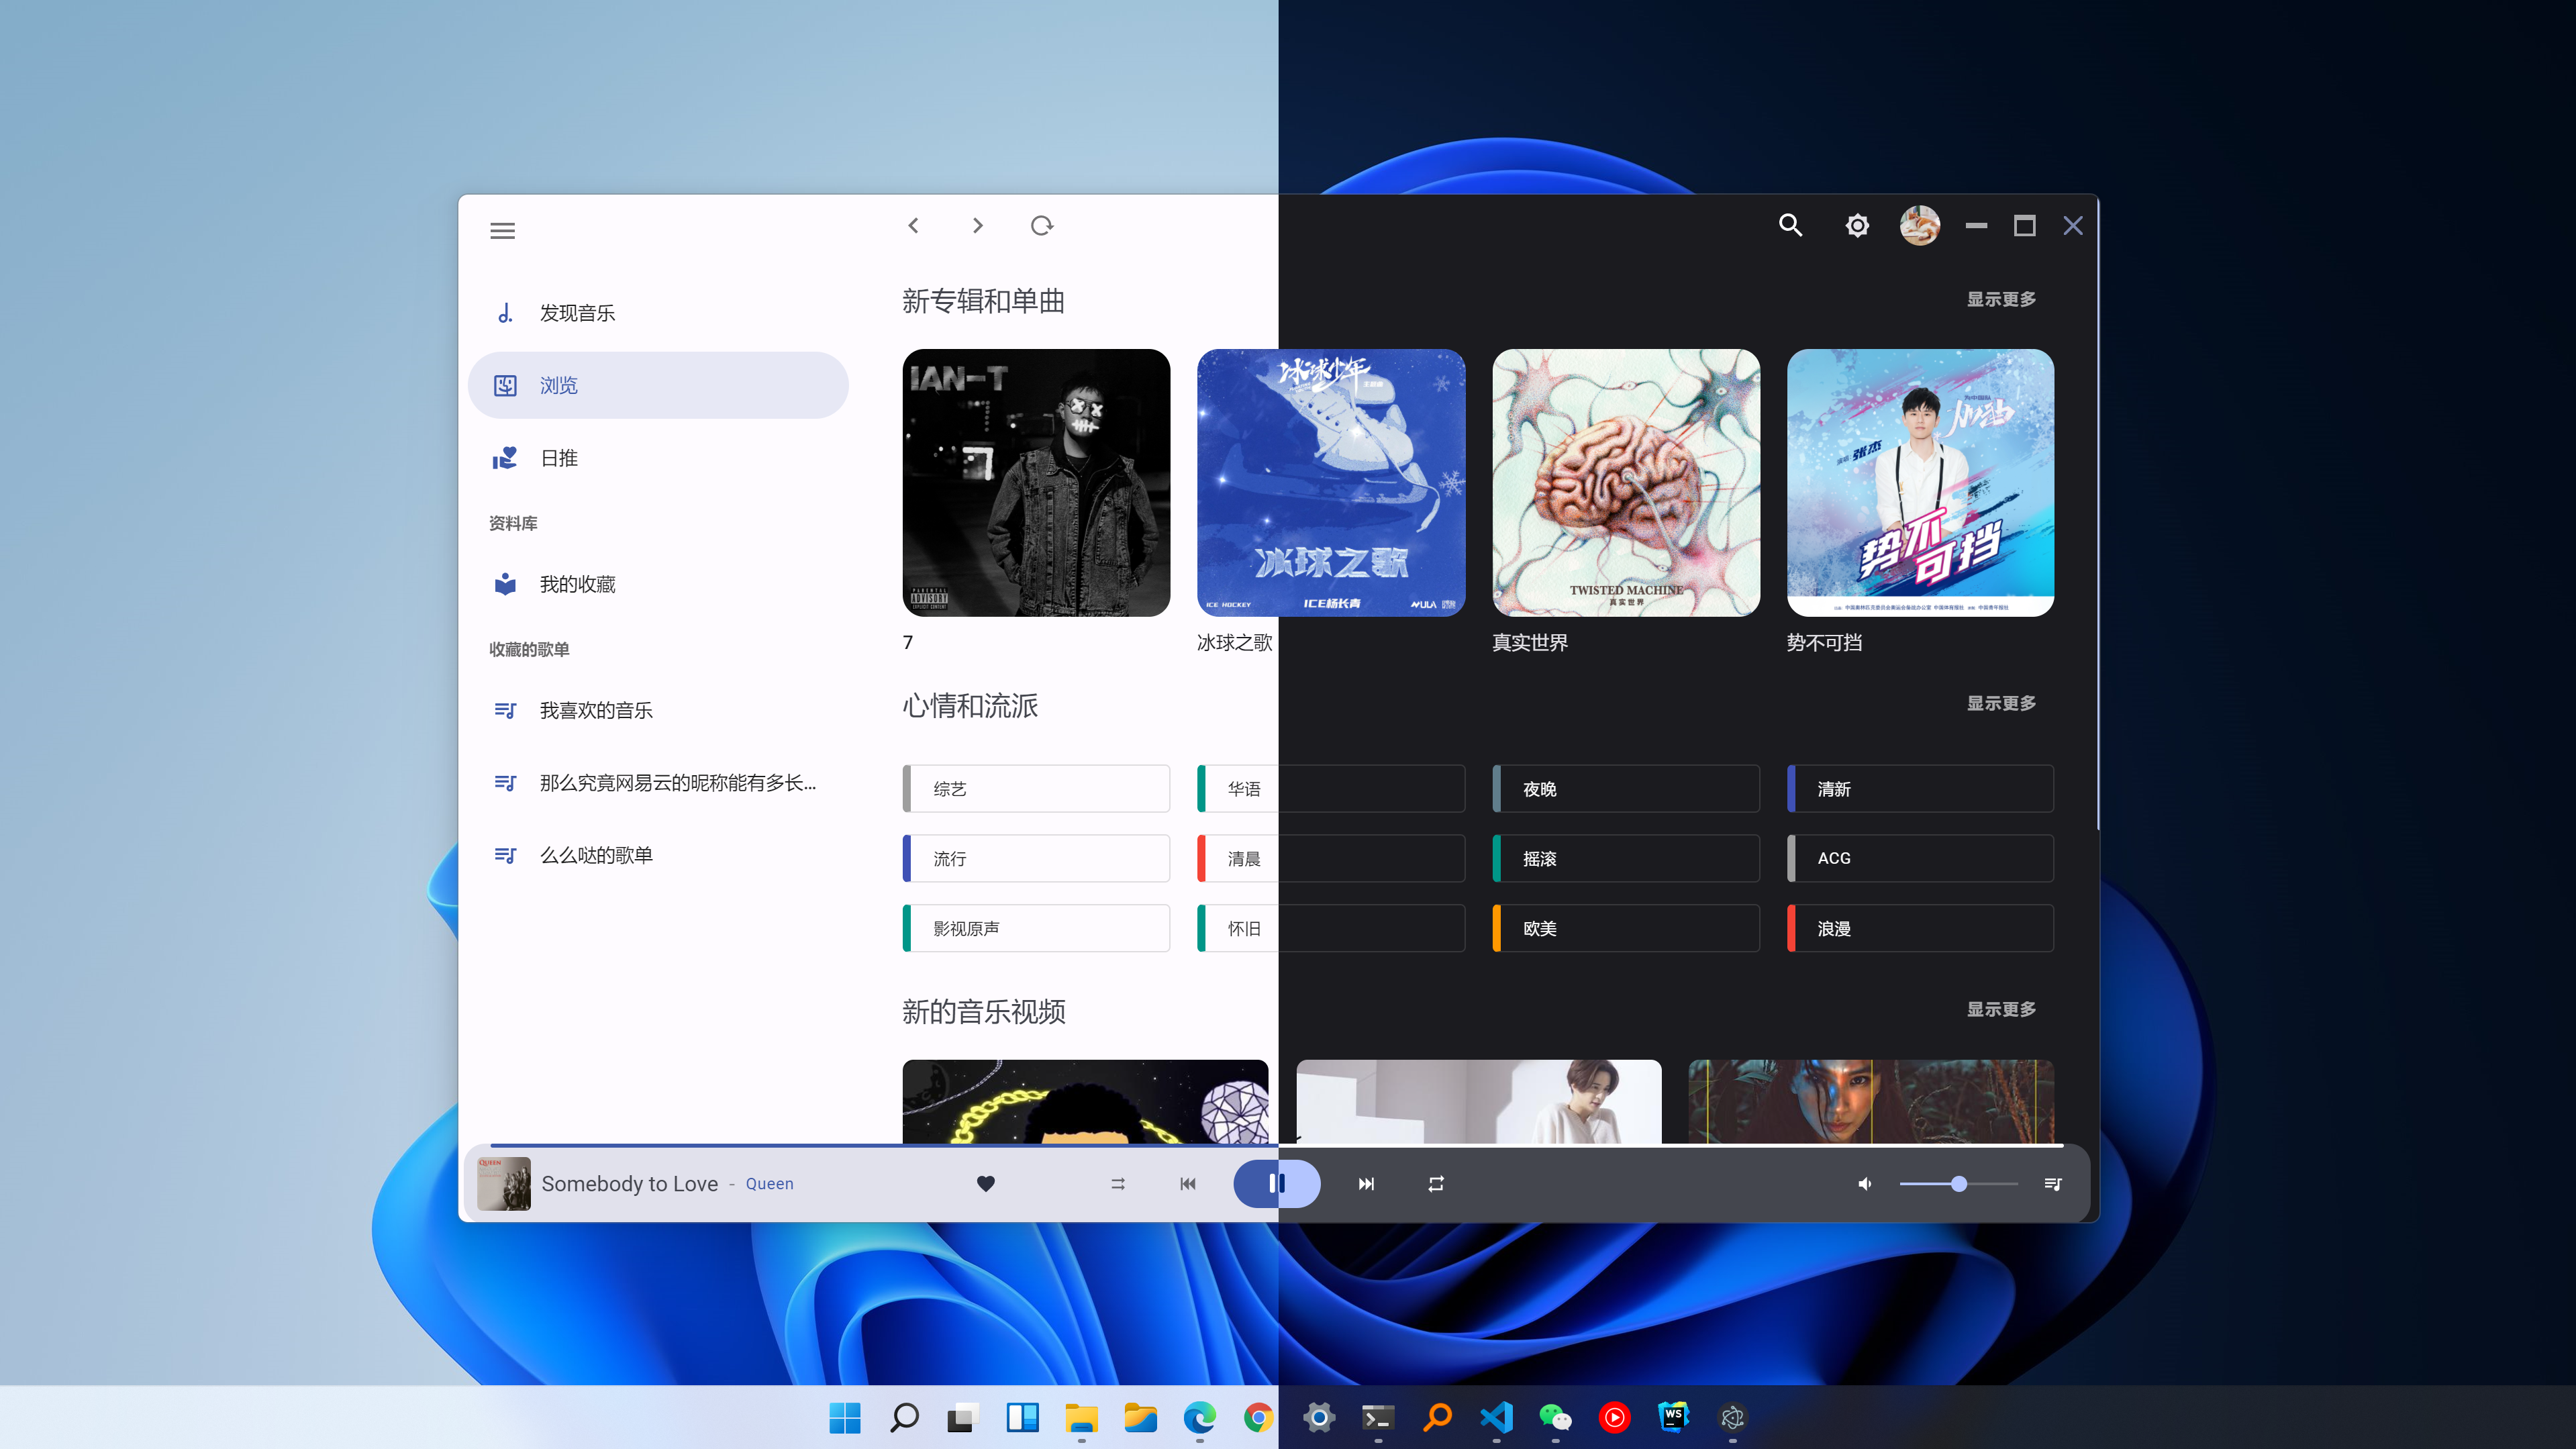 发现音乐
浏览
日推
资料库
我的收藏
收藏的歌单
我喜欢的音乐
那么究竟网易云的昵称能有多长...
么么哒的歌单
新专辑和单曲
显示更多
IAN-T
PARENTAL
ADVISORY
EXPLICIT CONTENT
7
冰球少年
冰球之歌
ICE HOCKEY
ICE杨长青
NULA
冰球之歌
TWISTED MACHINE
真实世界
真实世界
张杰
势不可挡
势不可挡
心情和流派
显示更多
综艺
华语
夜晚
清新
流行
清晨
摇滚
ACG
影视原声
怀旧
欧美
浪漫
新的音乐视频
显示更多
QUEEN
Somebody to Love - Queen
WS